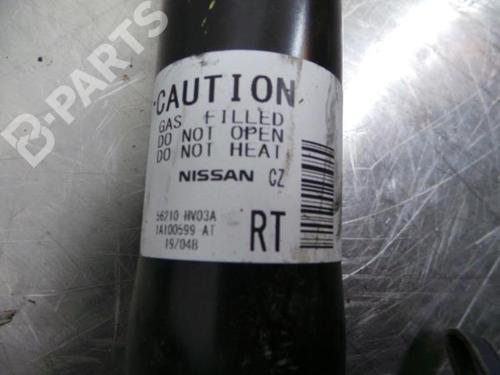 B-PARTS
CAUTION
GAS FILLED
DO NOT OPEN
DO NOT HEAT
NISSAN CZ
56210 HV03A
1A100599 AT
19/04B
RT